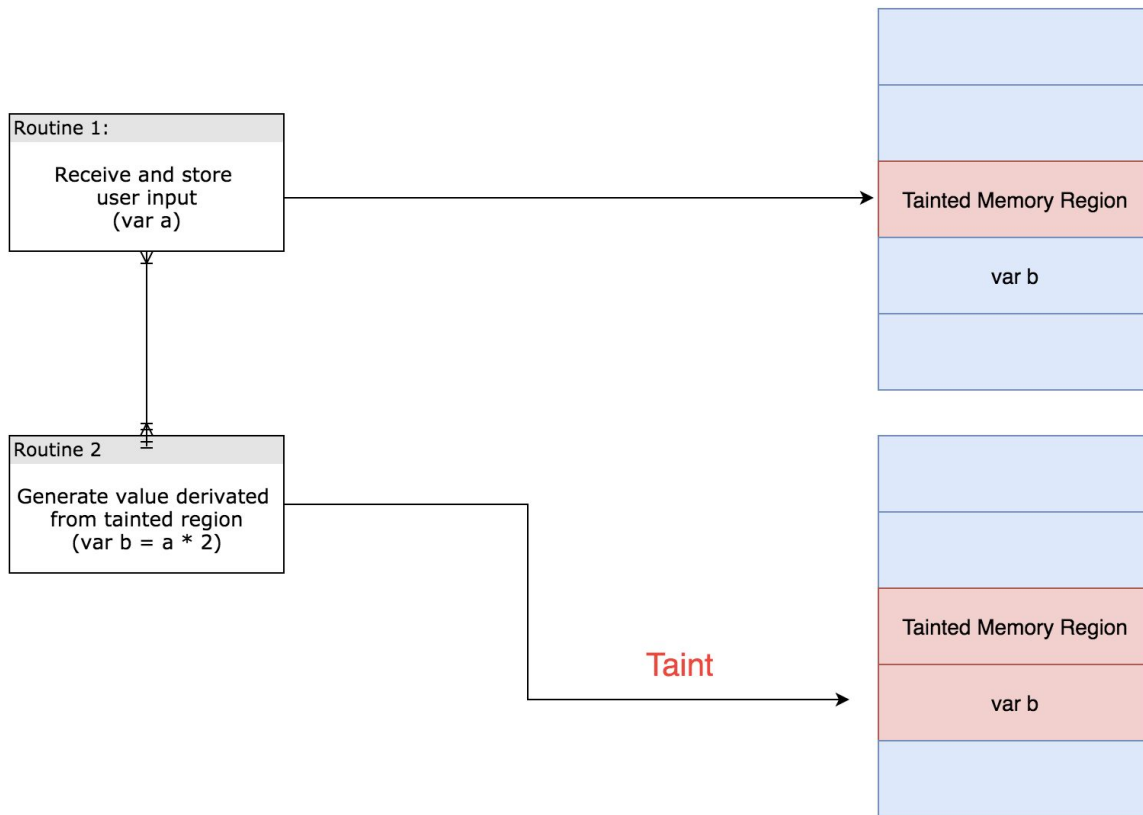 Routine 1:
Receive and store
user input
(var a)
Tainted Memory Region
var b
Routine 2
Generate value derivated
from tainted region
(var b = a * 2)
Taint
Tainted Memory Region
var b